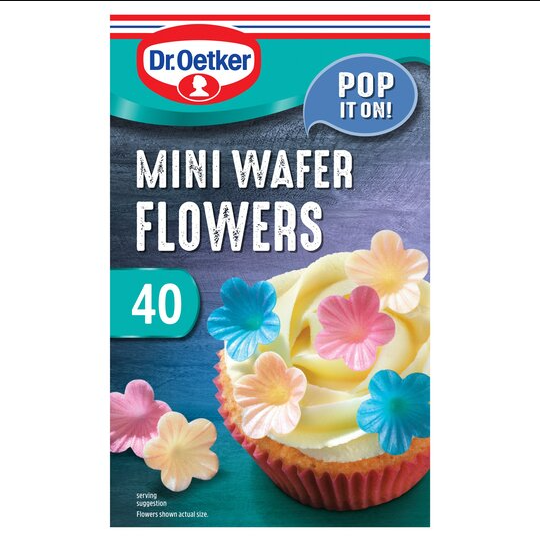 Dr.Oetker
POP
IT ON!
MINI WAFER
FLOWERS
40
serving
suggestion
Flowers shown actual size.